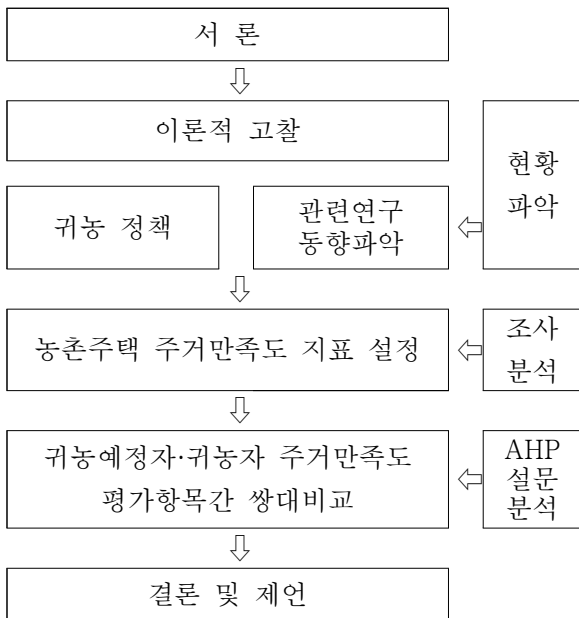 서 론
이론적 고찰
현황
파악
귀농 정책
관련연구
동향파악
농촌주택 주거만족도 지표 설정
조사
분석
귀농예정자·귀농자 주거만족도
평가항목간 쌍대비교
AHP
설문
분석
결론 및 제언